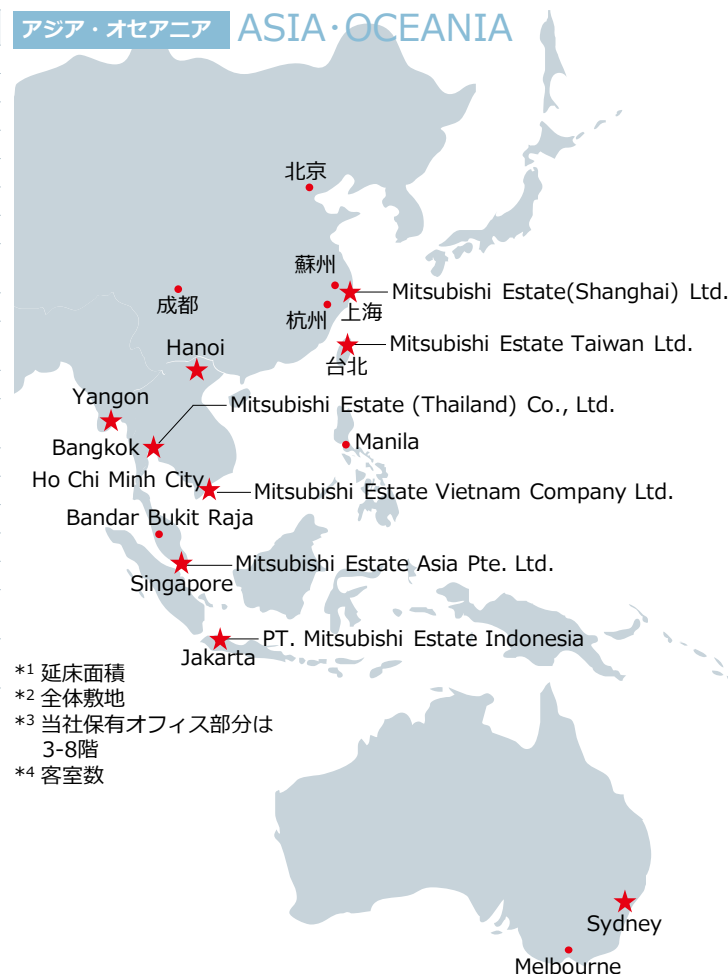 アジア・オセアニア ASIA・OCEANIA
北京
蘇州
Mitsubishi Estate(Shanghai) Ltd.
成都
杭州 上海
Hanoi
Mitsubishi Estate Taiwan Ltd.
台北
Yangon
Mitsubishi Estate (Thailand) Co., Ltd.
Bangkok
Manila
Ho Chi Minh City
Mitsubishi Estate Vietnam Company Ltd.
Bandar Bukit Raja
Mitsubishi Estate Asia Pte. Ltd.
Singapore
PT. Mitsubishi Estate Indonesia
Jakarta
*1 延床面積
*2 全体敷地
*3 当社保有オフィス部分は
3-8階
*4 客室数
Sydney
Melbourne